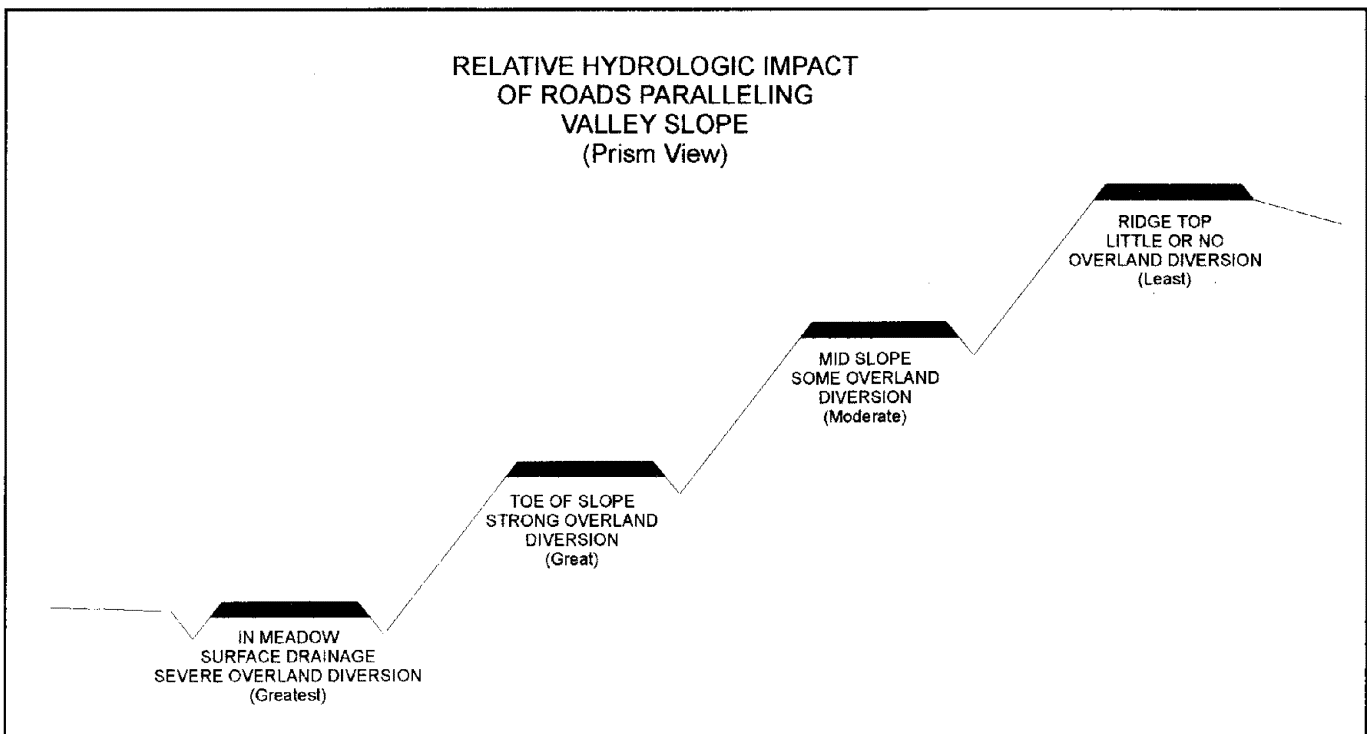 RELATIVE HYDROLOGIC IMPACT
OF ROADS PARALLELING
VALLEY SLOPE
(Prism View)
RIDGE TOP
LITTLE OR NO
OVERLAND DIVERSION
(Least)
MID SLOPE
SOME OVERLAND
DIVERSION
(Moderate)
TOE OF SLOPE
STRONG OVERLAND
DIVERSION
(Great)
IN MEADOW
SURFACE DRAINAGE
SEVERE OVERLAND DIVERSION
(Greatest)